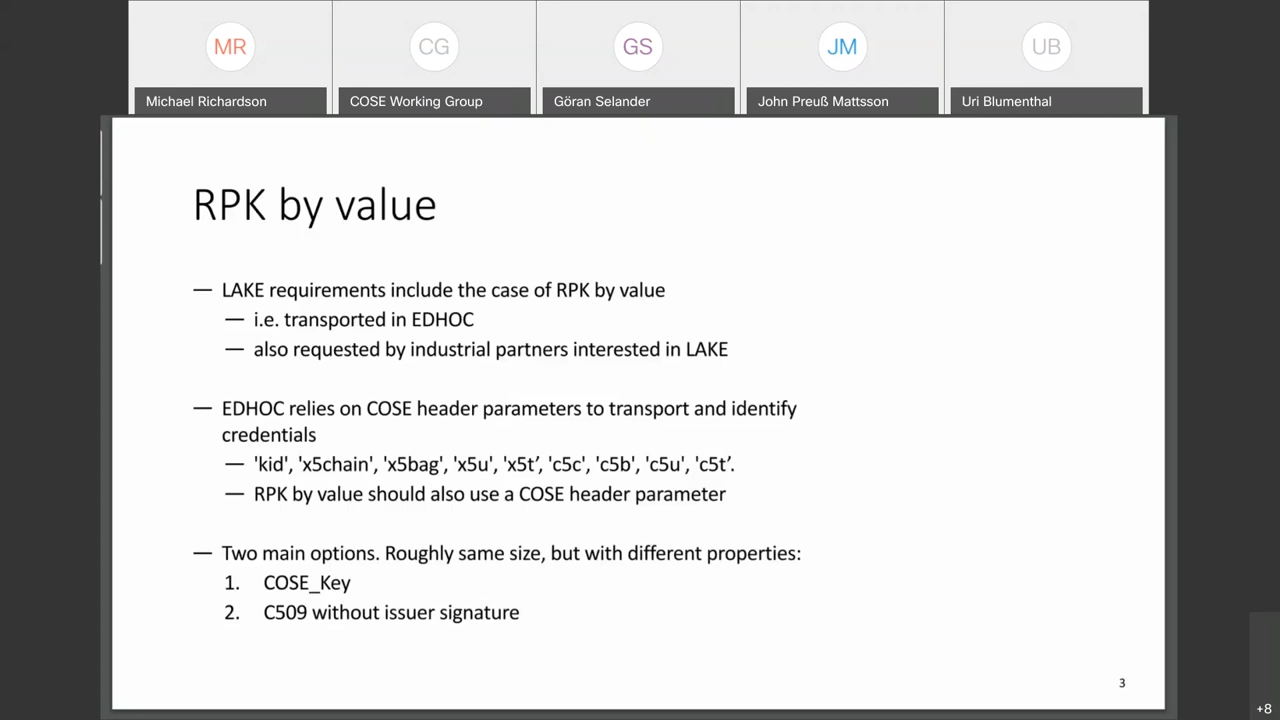 MR
CG
GS
JM
UB
Michael Richardson
COSE Working Group
Göran Selander
John Preuß Mattsson
Uri Blumenthal
RPK by value
— LAKE requirements include the case of RPK by value
— i.e. transported in EDHOC
— also requested by industrial partners interested in LAKE
— EDHOC relies on COSE header parameters to transport and identify
credentials
— 'kid', 'x5chain', 'x5bag', 'x5u', 'x5t’, 'c5c', 'c5b', 'c5u', 'c5t’.
— RPK by value should also use a COSE header parameter
— Two main options. Roughly same size, but with different properties:
1. COSE_Key
2. C509 without issuer signature
3
+8